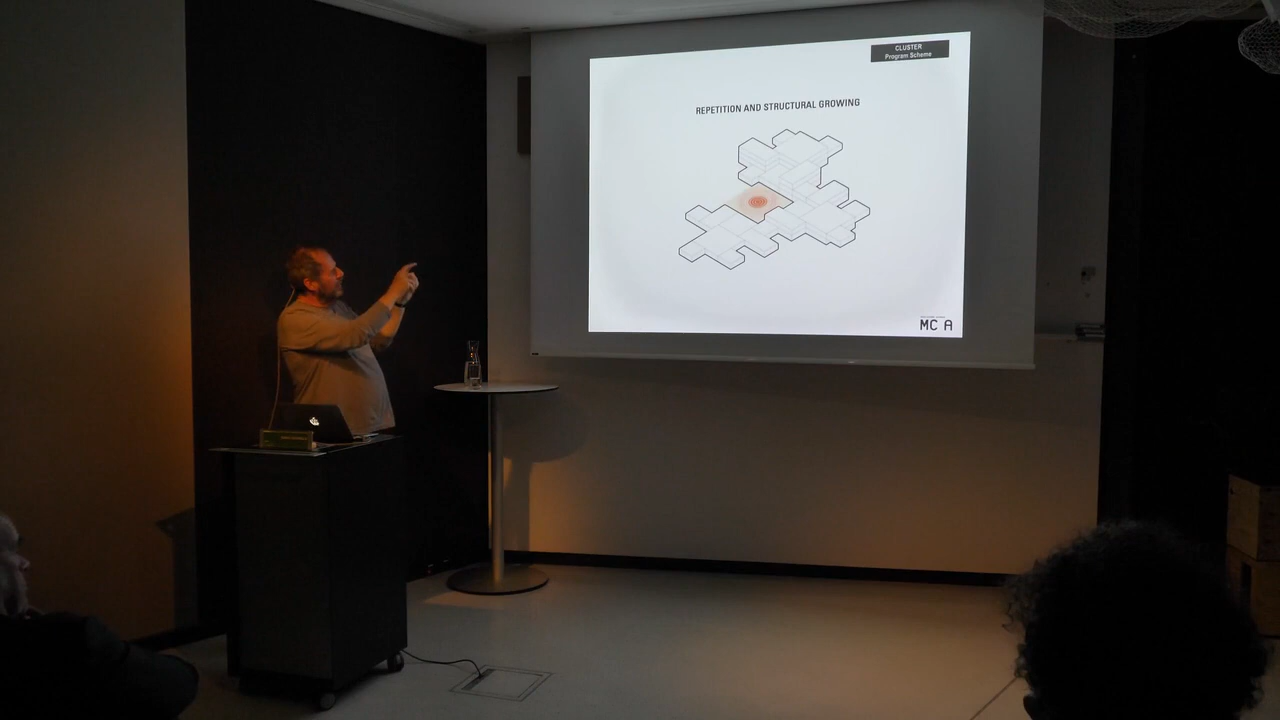 CLUSTER
Program Scheme
REPETITION AND STRUCTURAL GROWING
MC A